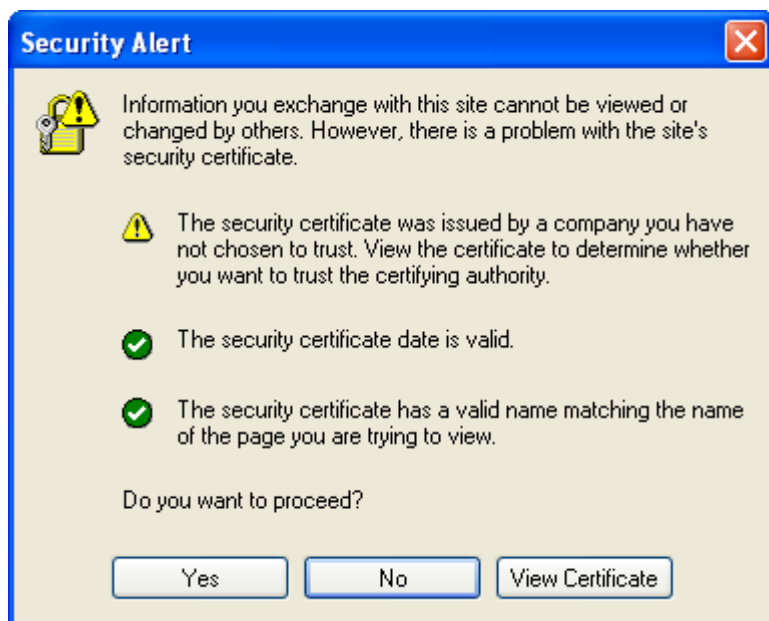 Security Alert
Information you exchange with this site cannot be viewed or
changed by others. However, there is a problem with the site's
security certificate.
The security certificate was issued by a company you have
not chosen to trust. View the certificate to determine whether
you want to trust the certifying authority.
The security certificate date is valid.
The security certificate has a valid name matching the name
of the page you are trying to view.
Do you want to proceed?
Yes No View Certificate